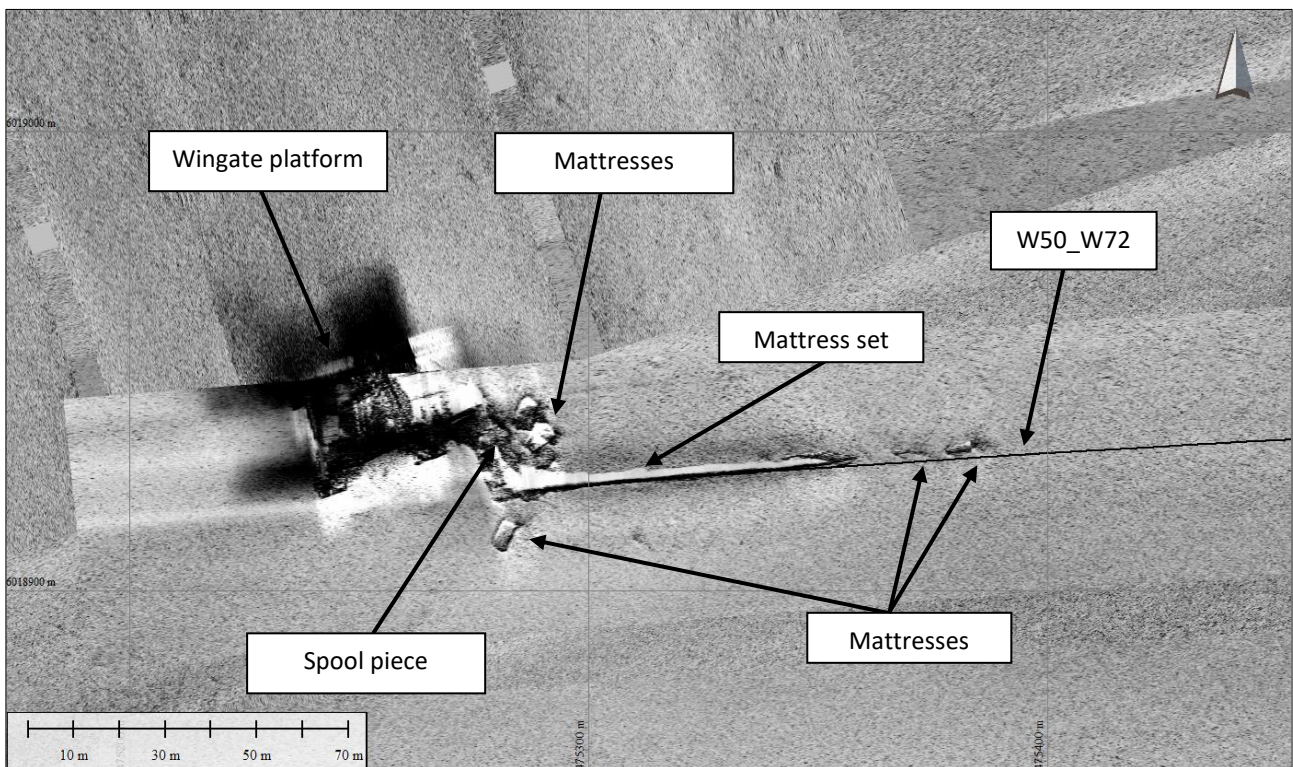 6019000 m
Wingate platform
Mattresses
W50_W72
Mattress set
6018900 m
Spool piece
Mattresses
10 m
30 m
50 m
70 m
475300 m
475400 m